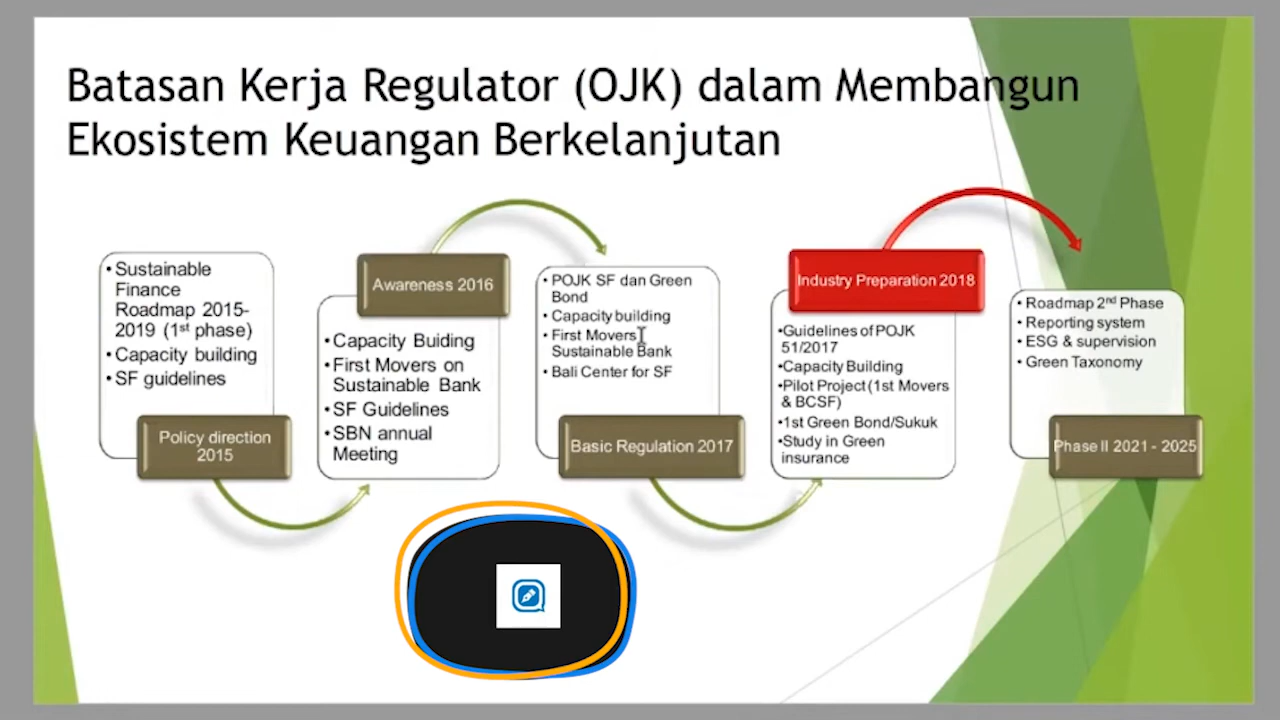 Batasan Kerja Regulator (OJK) dalam Membangun
Ekosistem Keuangan Berkelanjutan
•Sustainable
Finance
Roadmap 2015-
2019 (1st phase)
•Capacity building
•SF guidelines
Policy direction
2015
Awareness 2016
•Capacity Buiding
•First Movers on
Sustainable Bank
•SF Guidelines
•SBN annual
Meeting
•POJK SF dan Green
Bond
•Capacity building
•First Movers
Sustainable Bank
•Bali Center for SF
Basic Regulation 2017
Industry Preparation 2018
•Guidelines of POJK
51/2017
•Capacity Building
•Pilot Project (1st Movers
& BCSF)
•1st Green Bond/Sukuk
•Study in Green
insurance
•Roadmap 2nd Phase
•Reporting system
•ESG & supervision
•Green Taxonomy
Phase II 2021 - 2025